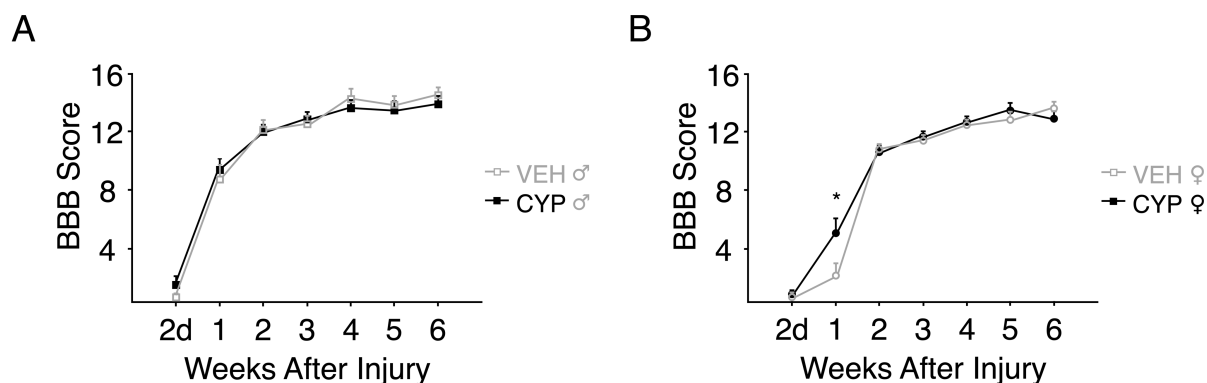 A
BBB Score
16
12
8
4
2d 1 2 3 4 5 6
Weeks After Injury
VEH ♂
CYP ♂
B
BBB Score
16
12
8
4
*
2d 1 2 3 4 5 6
Weeks After Injury
VEH ♀
CYP ♀